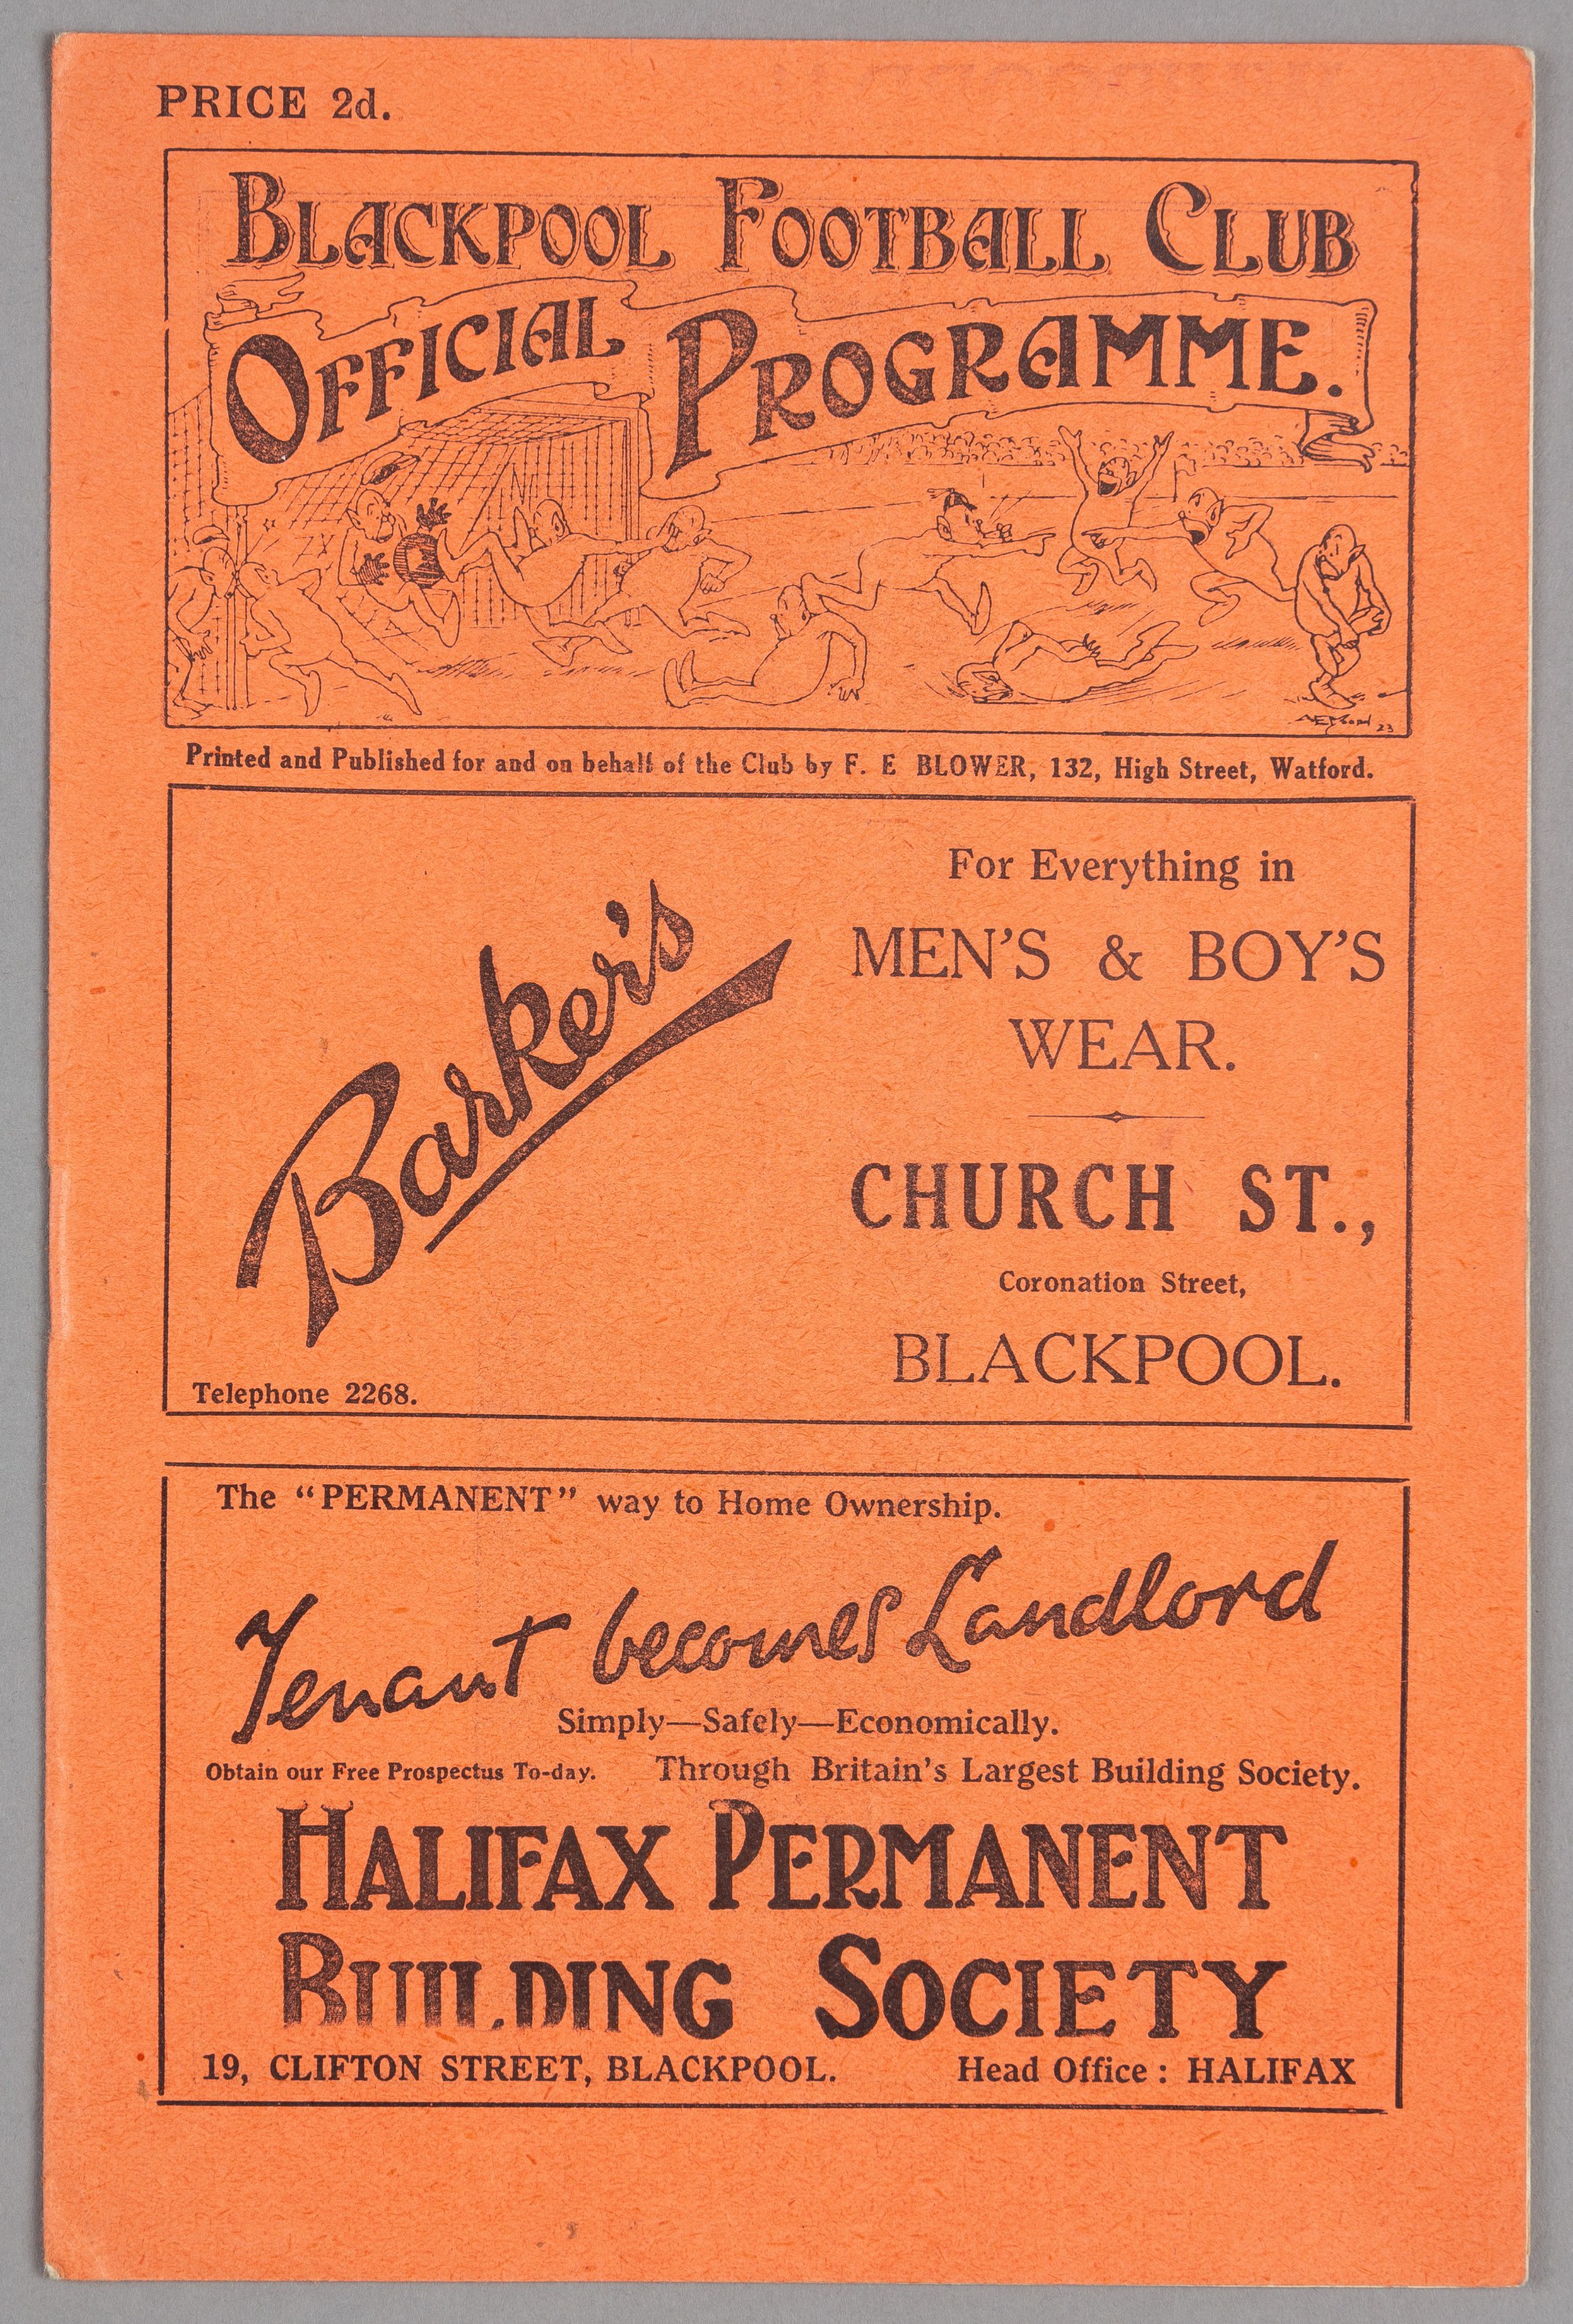 PRICE 2d.
BLACKPOOL FOOTBALL CLUB
OFFICIAL PROGRAMME.
23
Printed and Published for and on behalf of the Club by F. E BLOWER, 132, High Street, Watford.
Barker's
For Everything in
MEN'S & BOY'S
WEAR.
CHURCH ST.,
Coronation Street,
BLACKPOOL.
Telephone 2268.
The "PERMANENT" way to Home Ownership.
Tenant becomes Landlord
Simply—Safely—Economically.
Obtain our Free Prospectus To-day. Through Britain's Largest Building Society.
HALIFAX PERMANENT
BUILDING SOCIETY
19, CLIFTON STREET, BLACKPOOL. Head Office : HALIFAX